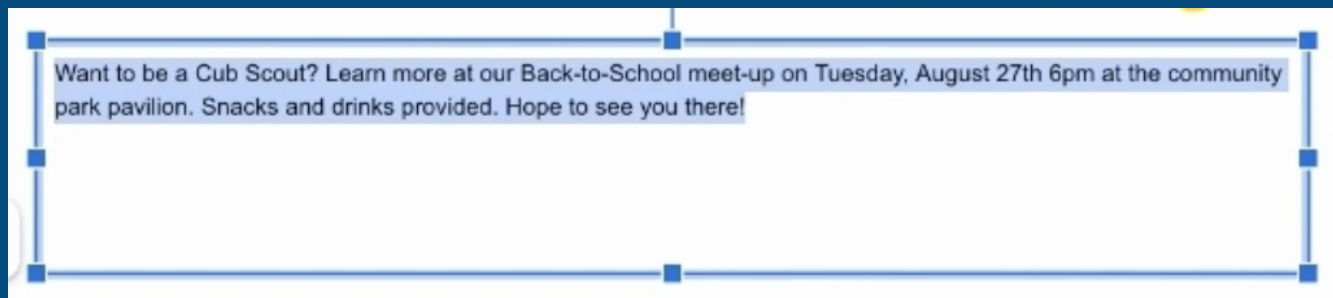 Want to be a Cub Scout? Learn more at our Back-to-School meet-up on Tuesday, August 27th 6pm at the community
park pavilion. Snacks and drinks provided. Hope to see you there!